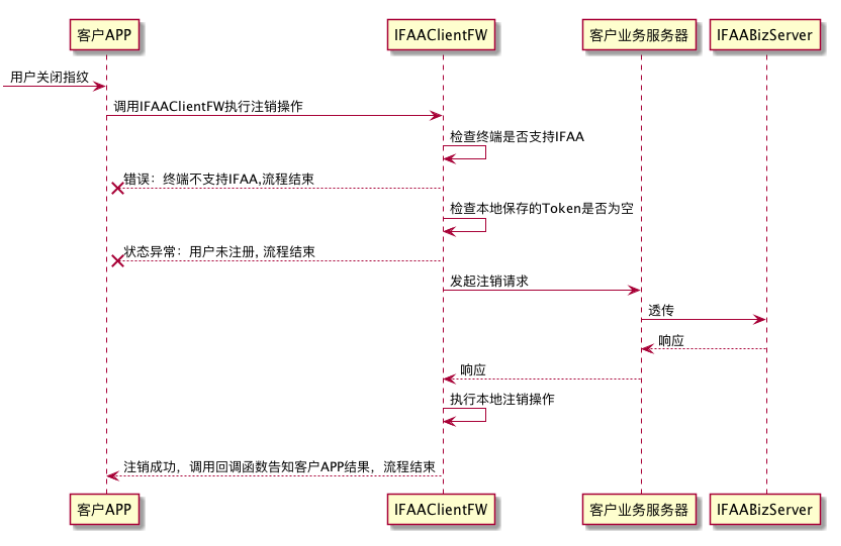 客户APP
IFAAClientFW
客户业务服务器
IFAABizServer
用户关闭指纹
调用IFAAClientFW执行注销操作
检查终端是否支持IFAA
错误：终端不支持IFAA,流程结束
检查本地保存的Token是否为空
状态异常：用户未注册, 流程结束
发起注销请求
透传
响应
响应
执行本地注销操作
注销成功，调用回调函数告知客户APP结果，流程结束
客户APP
IFAAClientFW
客户业务服务器
IFAABizServer